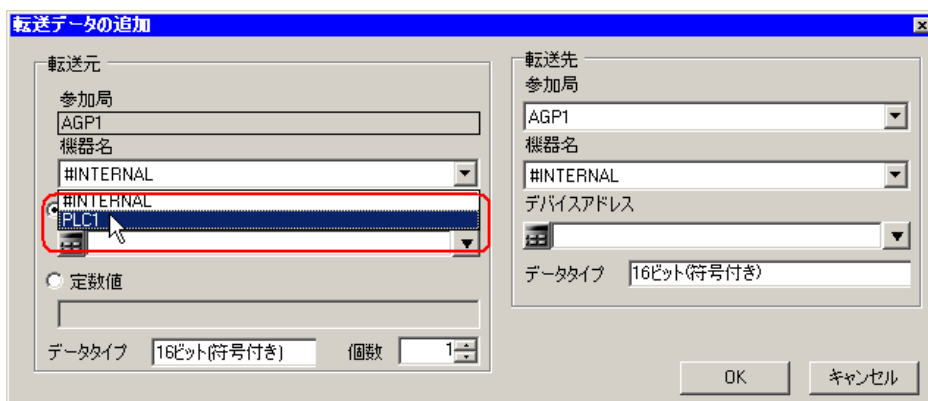 転送データの追加
転送元
参加局
AGP1
機器名
#INTERNAL
#INTERNAL
PLC1
定数値
データタイプ
16ビット(符号付き)
個数
1
転送先
参加局
AGP1
機器名
#INTERNAL
デバイスアドレス
データタイプ
16ビット(符号付き)
OK
キャンセル